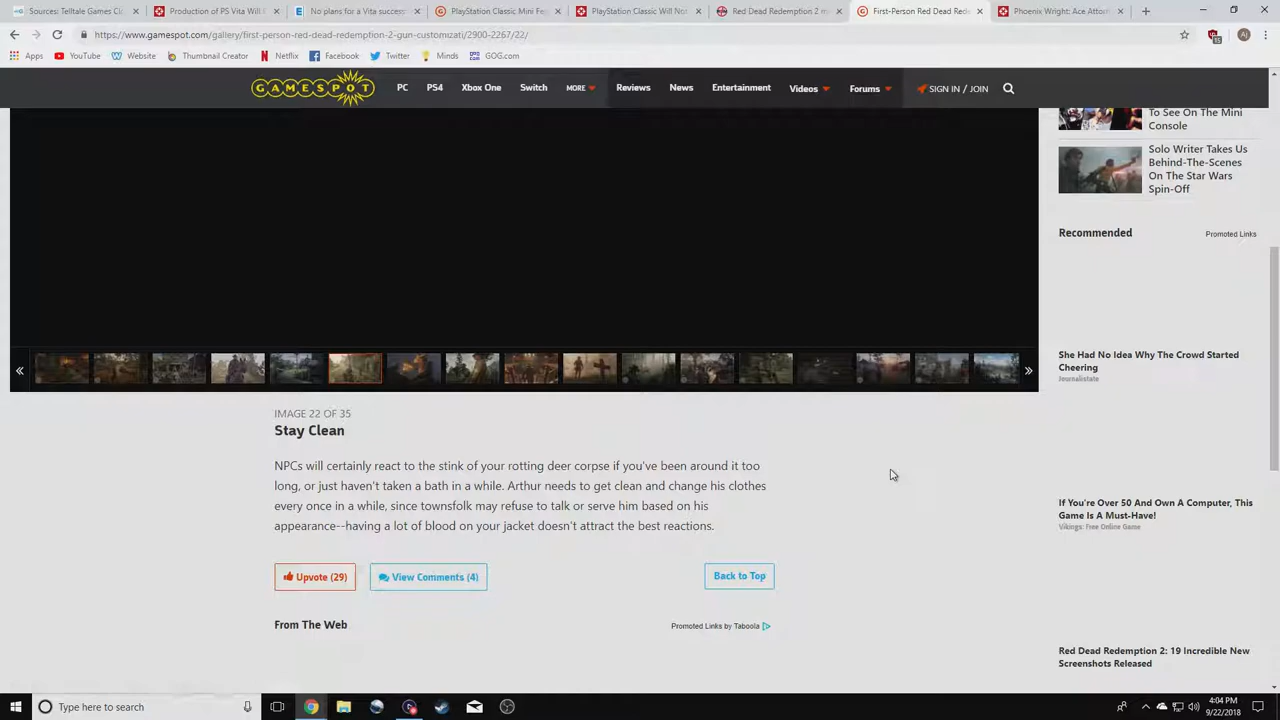 Sources: Telltale Games C
Production of PS Vita Will E
No plans for a Vita success
PlayStation Classic Mini Fe
PlayStation Classic Will Not
Red Dead Redemption 2 m
First-Person Red Dead Rede
Phoenix Wright: Ace Attorn
https://www.gamespot.com/gallery/first-person-red-dead-redemption-2-gun-customizati/2900-2267/22/
Apps YouTube Website Thumbnail Creator Netflix Facebook Twitter Minds GOG.com
GAMESPOT PC PS4 Xbox One Switch MORE Reviews News Entertainment Videos Forums SIGN IN / JOIN
To See On The Mini
Console
Solo Writer Takes Us
Behind-The-Scenes
On The Star Wars
Spin-Off
Recommended Promoted Links
She Had No Idea Why The Crowd Started
Cheering
Journalistate
IMAGE 22 OF 35
Stay Clean
NPCs will certainly react to the stink of your rotting deer corpse if you've been around it too
long, or just haven't taken a bath in a while. Arthur needs to get clean and change his clothes
every once in a while, since townsfolk may refuse to talk or serve him based on his
appearance--having a lot of blood on your jacket doesn't attract the best reactions.
If You're Over 50 And Own A Computer, This
Game Is A Must-Have!
Vikings: Free Online Game
Upvote (29) View Comments (4) Back to Top
From The Web Promoted Links by Taboola
Red Dead Redemption 2: 19 Incredible New
Screenshots Released
Type here to search
4:04 PM
9/22/2018